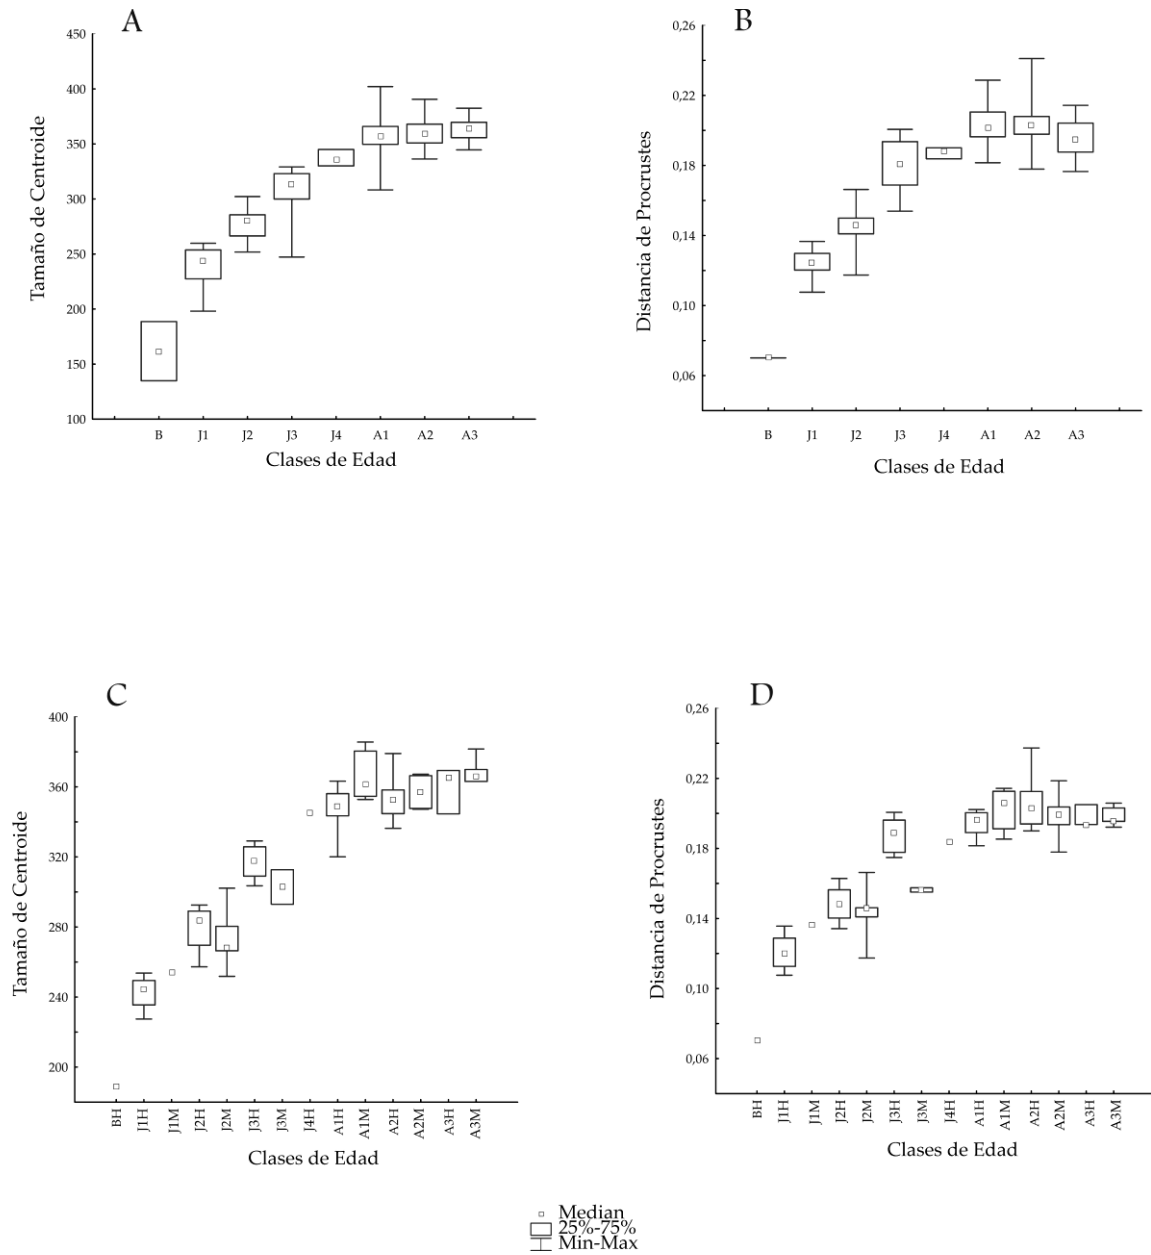 A
450
400
350
300
250
200
150
100
Tamaño de Centroide
B J1 J2 J3 J4 A1 A2 A3
Clases de Edad
B
0,26
0,22
0,18
0,14
0,10
0,06
Distancia de Procrustes
B J1 J2 J3 J4 A1 A2 A3
Clases de Edad
C
400
360
320
280
240
200
Tamaño de Centroide
BH J1H J1M J2H J2M J3H J3M J4H A1H A1M A2H A2M A3H A3M
Clases de Edad
D
0,26
0,22
0,18
0,14
0,10
0,06
Distancia de Procrustes
BH J1H J1M J2H J2M J3H J3M J4H A1H A1M A2H A2M A3H A3M
Clases de Edad
Median
25%-75%
Min-Max